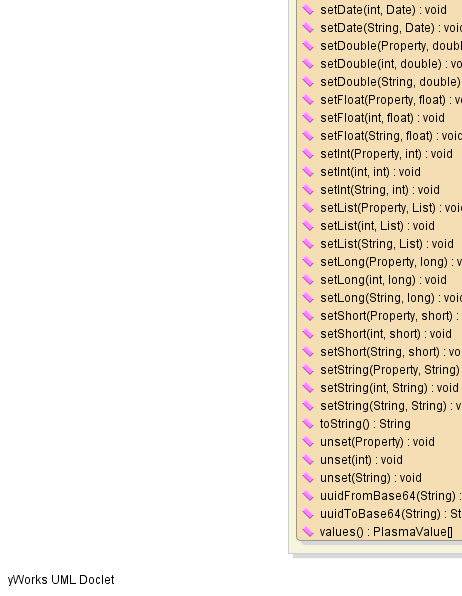 setDate(int, Date) : void
setDate(String, Date) : void
setDouble(Property, doubl
setDouble(int, double) : vo
setDouble(String, double)
setFloat(Property, float) : v
setFloat(int, float) : void
setFloat(String, float) : void
setInt(Property, int) : void
setInt(int, int) : void
setInt(String, int) : void
setList(Property, List) : void
setList(int, List) : void
setList(String, List) : void
setLong(Property, long) : v
setLong(int, long) : void
setLong(String, long) : void
setShort(Property, short) :
setShort(int, short) : void
setShort(String, short) : vo
setString(Property, String)
setString(int, String) : void
setString(String, String) : v
toString() : String
unset(Property) : void
unset(int) : void
unset(String) : void
uuidFromBase64(String) :
uuidToBase64(String) : St
values() : PlasmaValue[]
yWorks UML Doclet